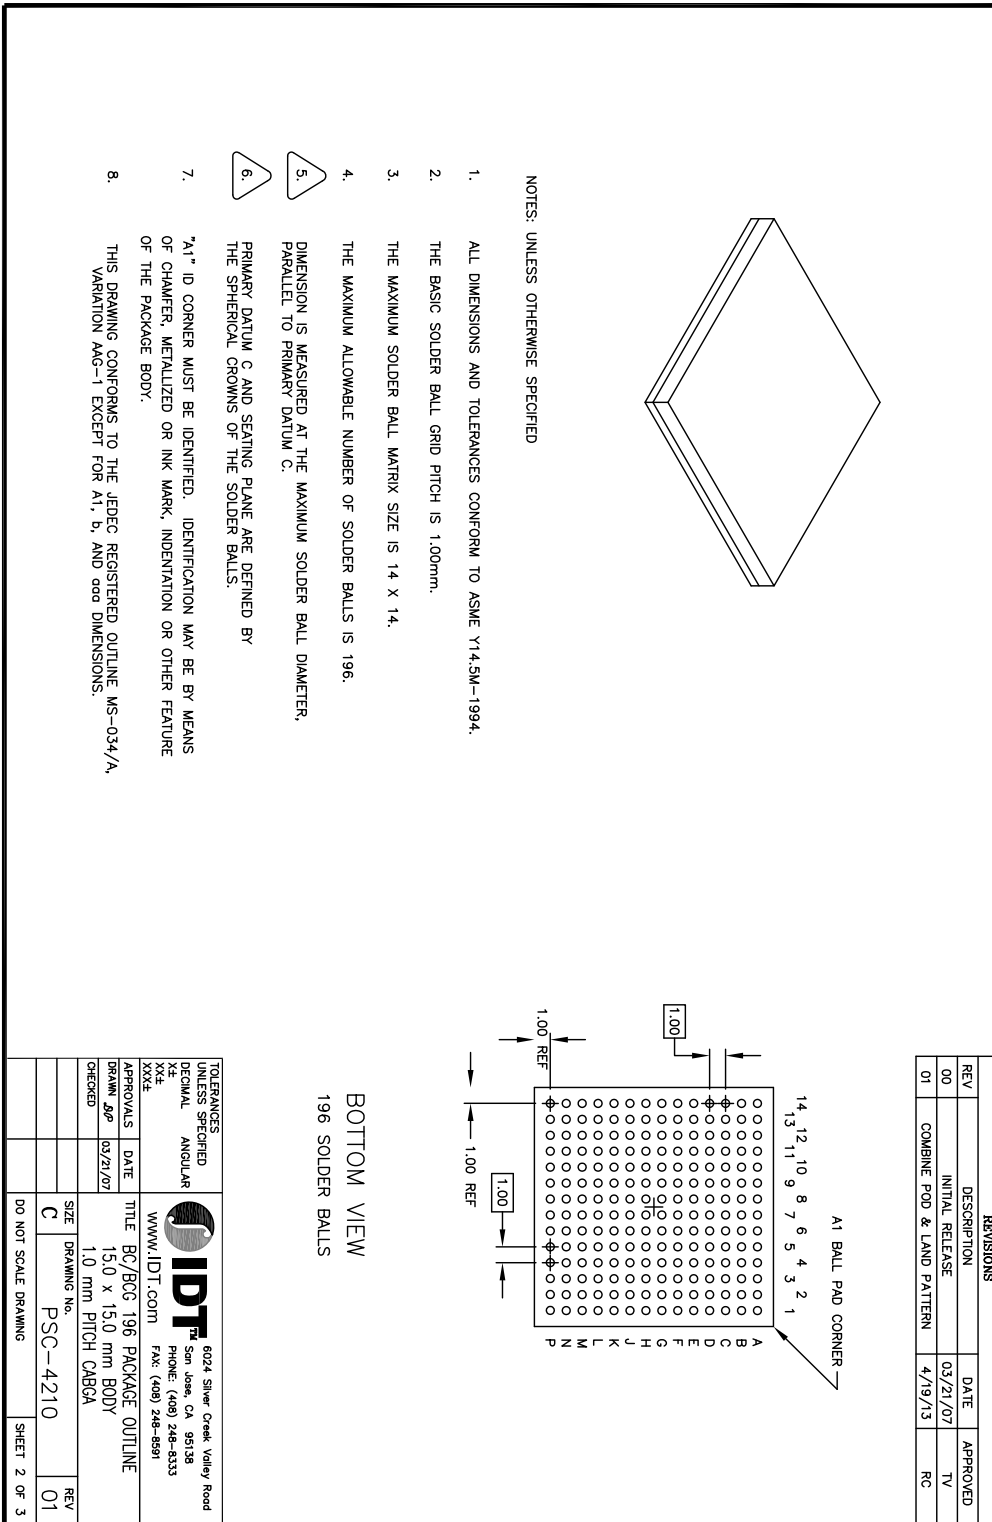 REVISIONS
REV DESCRIPTION DATE APPROVED
00 INITIAL RELEASE 03/21/07 TV
01 COMBINE POD & LAND PATTERN 4/19/13 RC
NOTES: UNLESS OTHERWISE SPECIFIED
1. ALL DIMENSIONS AND TOLERANCES CONFORM TO ASME Y14.5M-1994.
2. THE BASIC SOLDER BALL GRID PITCH IS 1.00mm.
3. THE MAXIMUM SOLDER BALL MATRIX SIZE IS 14 X 14.
4. THE MAXIMUM ALLOWABLE NUMBER OF SOLDER BALLS IS 196.
5. DIMENSION IS MEASURED AT THE MAXIMUM SOLDER BALL DIAMETER,
PARALLEL TO PRIMARY DATUM C.
6. PRIMARY DATUM C AND SEATING PLANE ARE DEFINED BY
THE SPHERICAL CROWNS OF THE SOLDER BALLS.
7. "A1" ID CORNER MUST BE IDENTIFIED. IDENTIFICATION MAY BE BY MEANS
OF CHAMFER, METALLIZED OR INK MARK, INDENTATION OR OTHER FEATURE
OF THE PACKAGE BODY.
8. THIS DRAWING CONFORMS TO THE JEDEC REGISTERED OUTLINE MS-034/A,
VARIATION AAG-1 EXCEPT FOR A1, b, AND aaa DIMENSIONS.
A1 BALL PAD CORNER
14 13 12 11 10 9 8 7 6 5 4 3 2 1
A
B
C
D
E
F
G
H
J
K
L
M
N
P
1.00
1.00 REF
1.00 REF
1.00
BOTTOM VIEW
196 SOLDER BALLS
TOLERANCES
UNLESS SPECIFIED
DECIMAL ANGULAR
X±
XX±
XXX±
APPROVALS DATE
DRAWN 03/21/07
CHECKED
IDT™
www.IDT.com
6024 Silver Creek Valley Road
San Jose, CA 95138
PHONE: (408) 248-8333
FAX: (408) 248-8591
TITLE BC/BCG 196 PACKAGE OUTLINE
15.0 x 15.0 mm BODY
1.0 mm PITCH CABGA
SIZE DRAWING No. REV
C PSC-4210 01
DO NOT SCALE DRAWING SHEET 2 OF 3